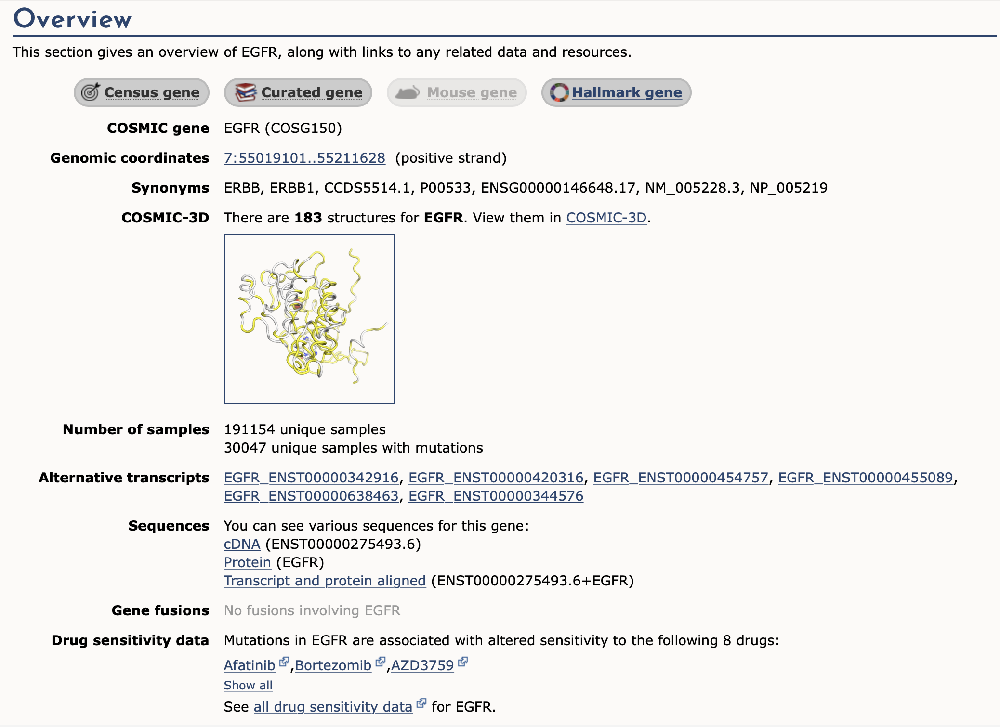 Overview
This section gives an overview of EGFR, along with links to any related data and resources.
Census gene Curated gene Mouse gene Hallmark gene
COSMIC gene EGFR (COSG150)
Genomic coordinates 7:55019101..55211628 (positive strand)
Synonyms ERBB, ERBB1, CCDS5514.1, P00533, ENSG00000146648.17, NM_005228.3, NP_005219
COSMIC-3D There are 183 structures for EGFR. View them in COSMIC-3D.
Number of samples 191154 unique samples
30047 unique samples with mutations
Alternative transcripts EGFR_ENST00000342916, EGFR_ENST00000420316, EGFR_ENST00000454757, EGFR_ENST00000455089,
EGFR_ENST00000638463, EGFR_ENST00000344576
Sequences You can see various sequences for this gene:
cDNA (ENST00000275493.6)
Protein (EGFR)
Transcript and protein aligned (ENST00000275493.6+EGFR)
Gene fusions No fusions involving EGFR
Drug sensitivity data Mutations in EGFR are associated with altered sensitivity to the following 8 drugs:
Afatinib ,Bortezomib ,AZD3759
Show all
See all drug sensitivity data for EGFR.